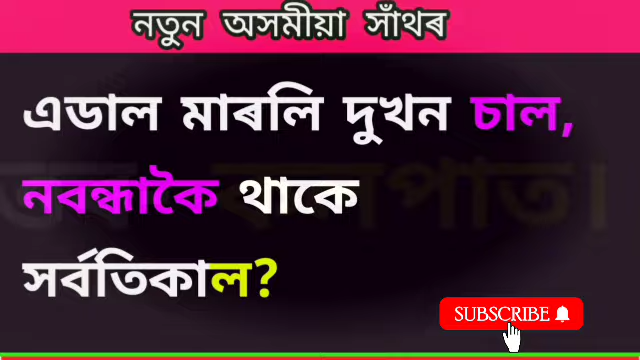 নতুন অসমীয়া সাঁথৰ
এডাল মাৰলি দুখন চাল,
নবন্ধাকৈ থাকে
সৰ্বতিকাল?
SUBSCRIBE